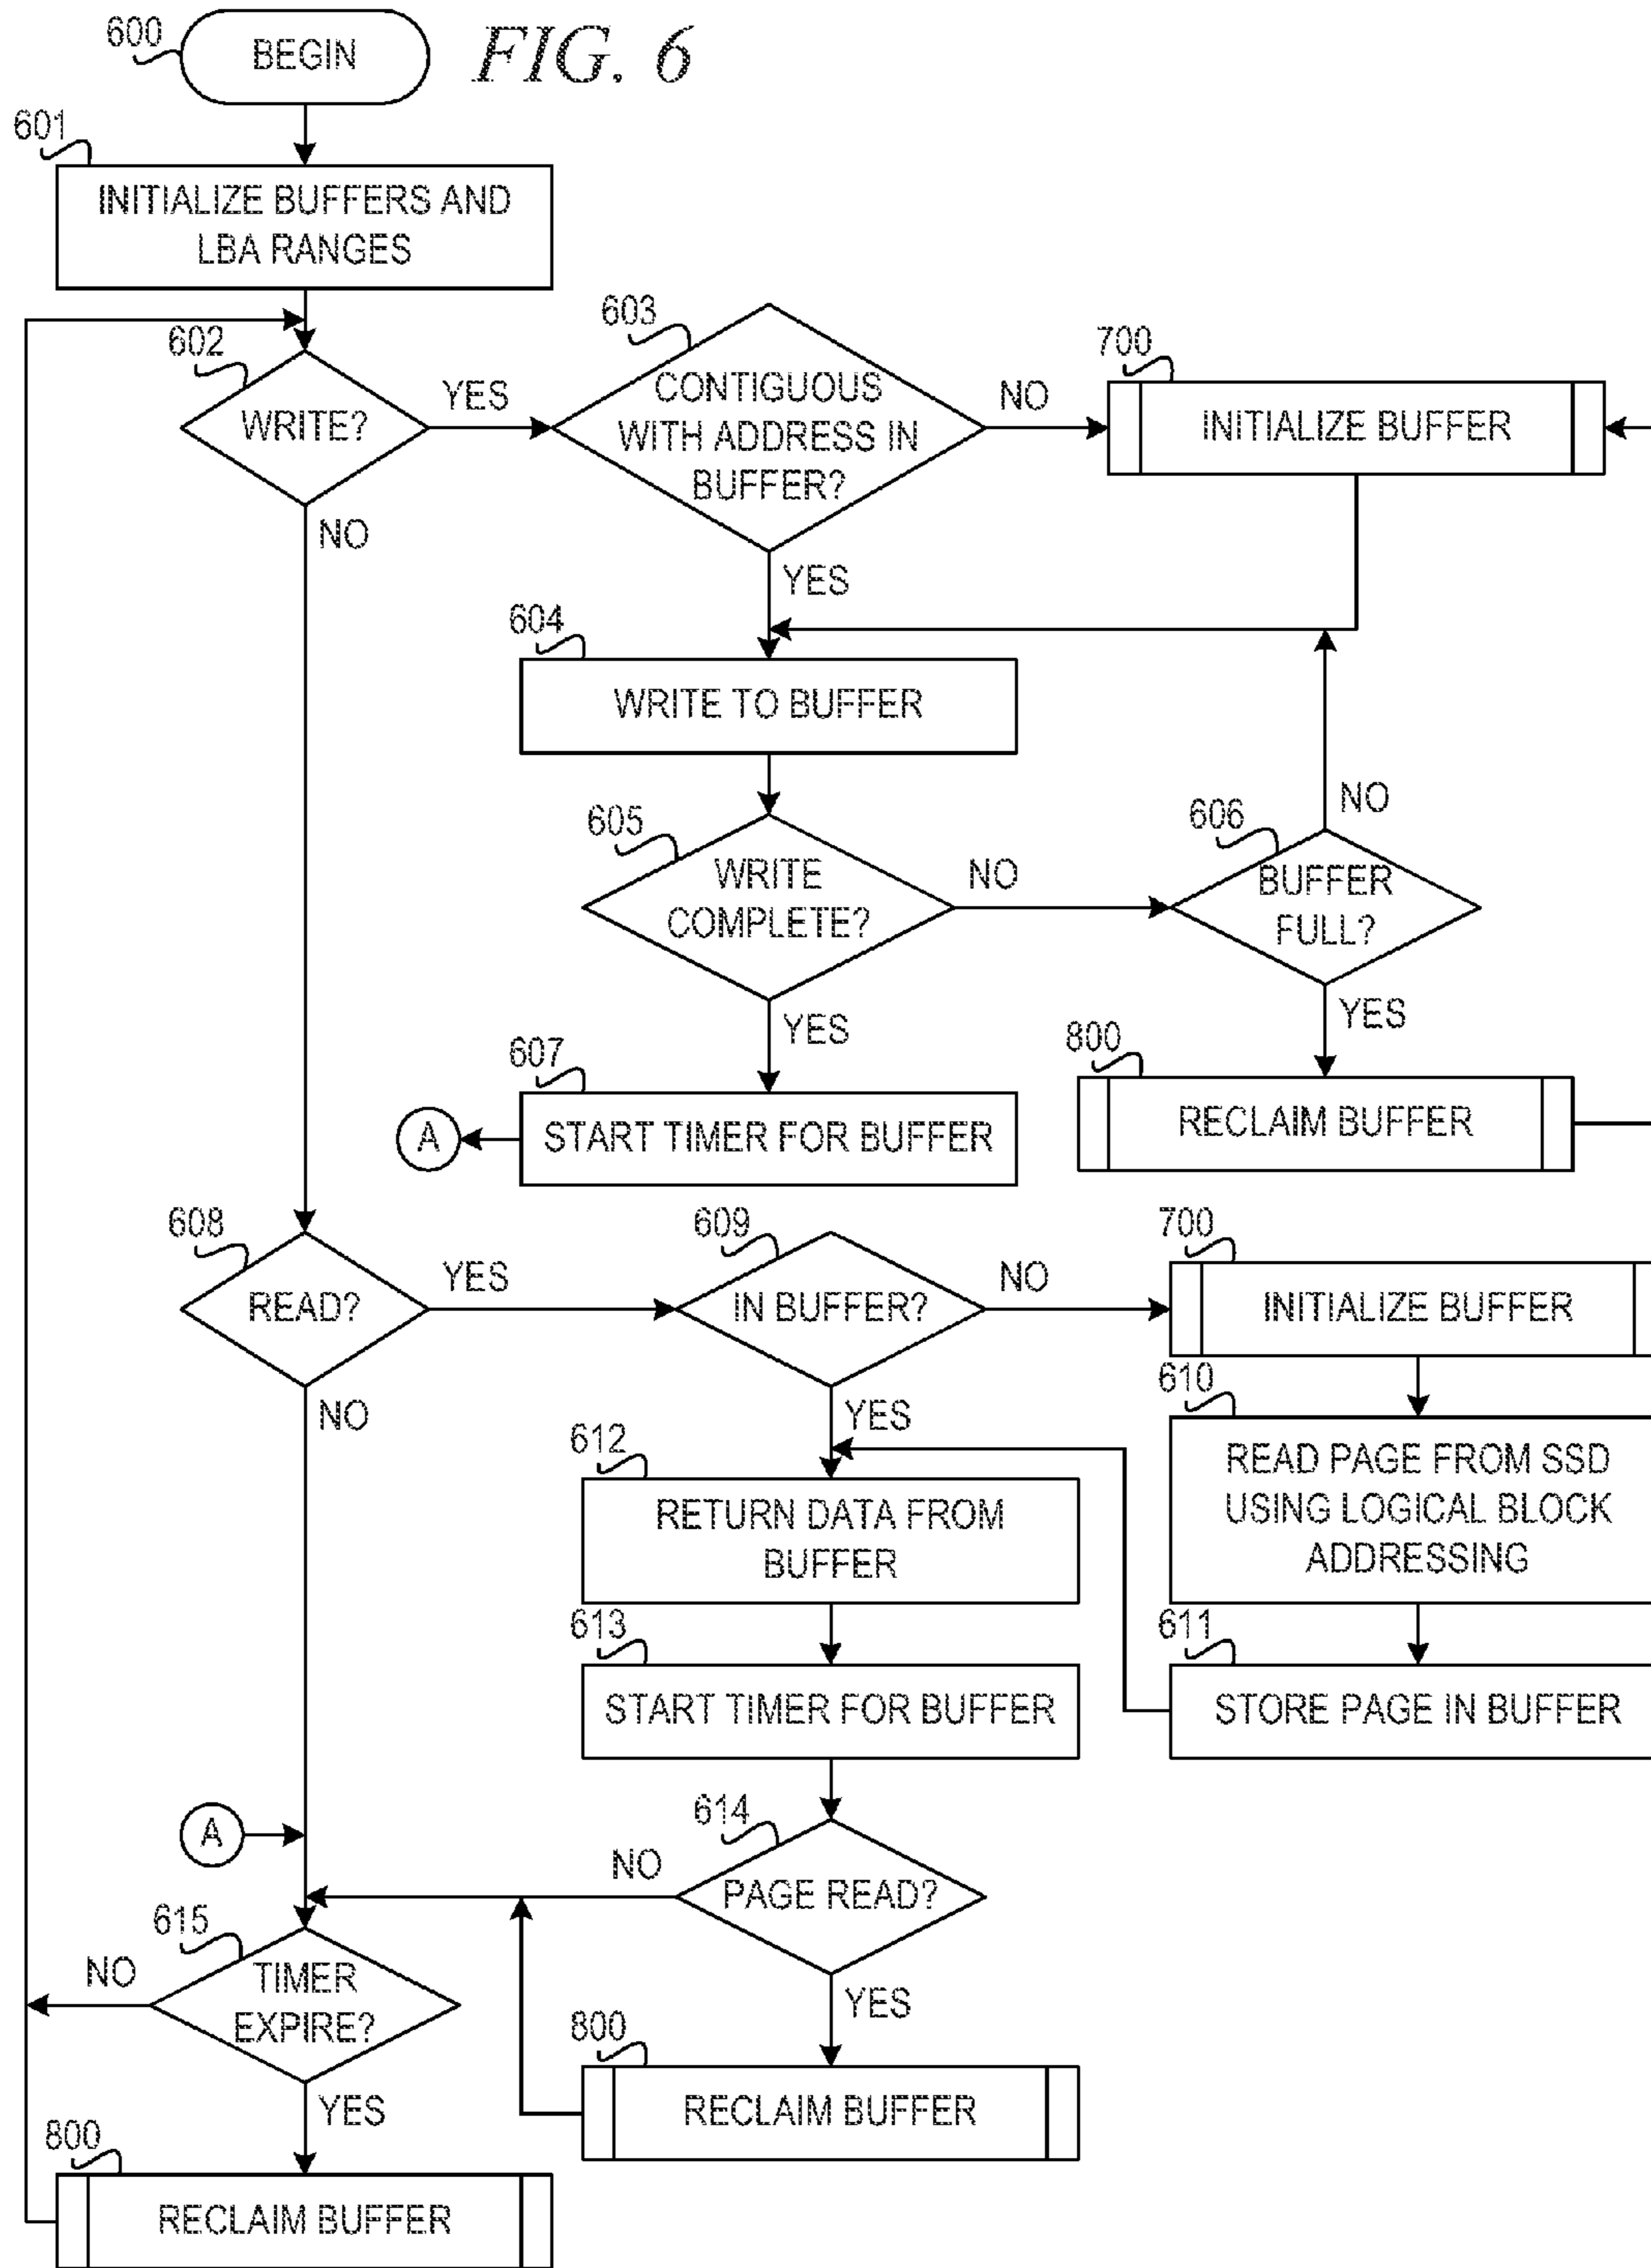 600
BEGIN
FIG. 6
601
INITIALIZE BUFFERS AND
LBA RANGES
602
WRITE?
YES
NO
603
CONTIGUOUS
WITH ADDRESS IN
BUFFER?
NO
YES
700
INITIALIZE BUFFER
604
WRITE TO BUFFER
605
WRITE
COMPLETE?
NO
YES
606
BUFFER
FULL?
NO
YES
607
START TIMER FOR BUFFER
A
800
RECLAIM BUFFER
608
READ?
YES
NO
609
IN BUFFER?
NO
YES
700
INITIALIZE BUFFER
610
READ PAGE FROM SSD
USING LOGICAL BLOCK
ADDRESSING
611
STORE PAGE IN BUFFER
612
RETURN DATA FROM
BUFFER
613
START TIMER FOR BUFFER
614
PAGE READ?
NO
YES
A
615
TIMER
EXPIRE?
NO
YES
800
RECLAIM BUFFER
800
RECLAIM BUFFER